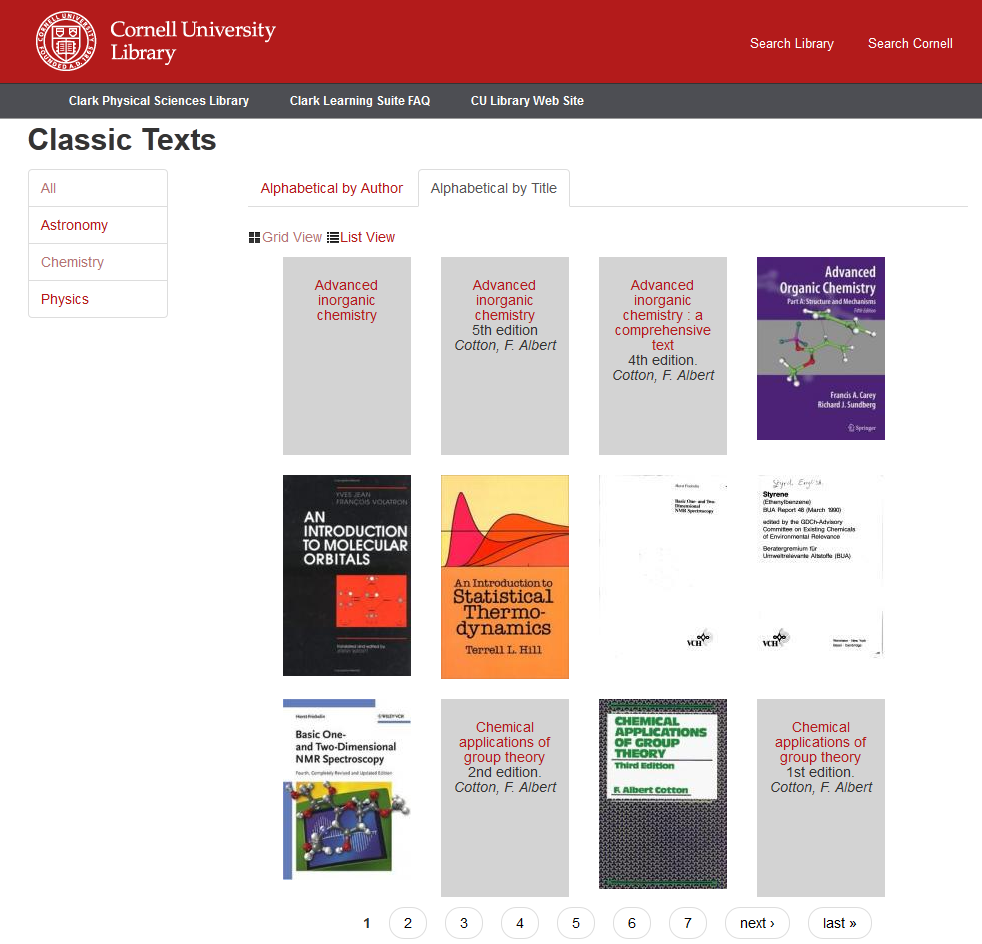 Cornell University
Library
Search Library
Search Cornell
Clark Physical Sciences Library
Clark Learning Suite FAQ
CU Library Web Site
Classic Texts
All
Astronomy
Chemistry
Physics
Alphabetical by Author
Alphabetical by Title
Grid View
List View
Advanced
inorganic
chemistry
Advanced
inorganic
chemistry
5th edition
Cotton, F. Albert
Advanced
inorganic
chemistry : a
comprehensive
text
4th edition.
Cotton, F. Albert
Advanced
Organic Chemistry
Part A: Structure and Mechanisms
Fifth Edition
Francis A. Carey
Richard J. Sundberg
Springer
YVES JEAN
FRANÇOIS VOLATRON
AN
INTRODUCTION
TO MOLECULAR
ORBITALS
translated and edited by
An Introduction to
Statistical
Thermo-
dynamics
Terrell L. Hill
Horst Friebolin
Basic One- and Two-
Dimensional
NMR Spectroscopy
VCH
Styrene
(Ethenylbenzene)
BUA Report 48 (March 1990)
edited by the GDCh-Advisory
Committee on Existing Chemicals
of Environmental Relevance
Beratergremium für
Umweltrelevante Altstoffe (BUA)
VCH
Horst Friebolin
WILEY-VCH
Basic One-
and Two-Dimensional
NMR Spectroscopy
Fourth, Completely Revised and Updated Edition
Chemical
applications of
group theory
2nd edition.
Cotton, F. Albert
CHEMICAL
APPLICATIONS
OF GROUP
THEORY
Third Edition
F. Albert Cotton
Chemical
applications of
group theory
1st edition.
Cotton, F. Albert
1 2 3 4 5 6 7 next › last »